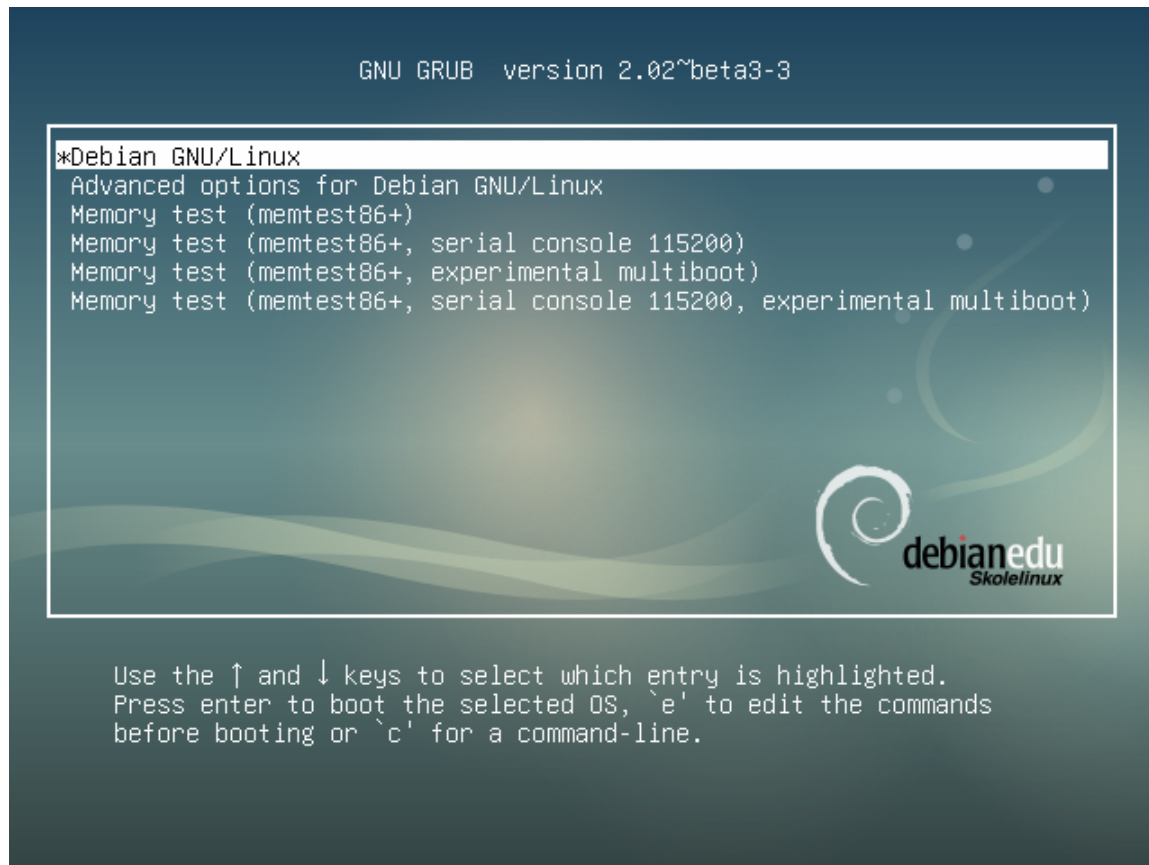 GNU GRUB  version 2.02~beta3-3
*Debian GNU/Linux
Advanced options for Debian GNU/Linux
Memory test (memtest86+)
Memory test (memtest86+, serial console 115200)
Memory test (memtest86+, experimental multiboot)
Memory test (memtest86+, serial console 115200, experimental multiboot)
debianedu
Skolelinux
Use the ↑ and ↓ keys to select which entry is highlighted.
Press enter to boot the selected OS, `e' to edit the commands
before booting or `c' for a command-line.